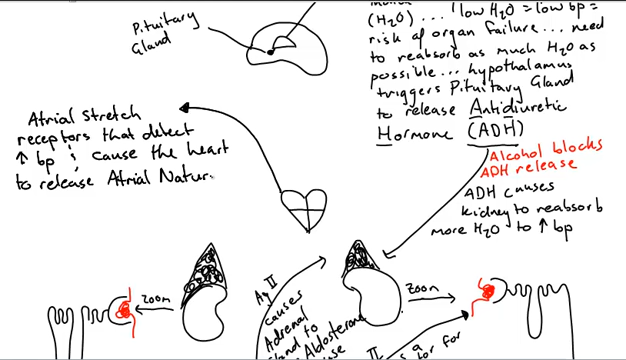 Pituitary
Gland
(H₂O)... ↑low H₂O = low bp =
risk of organ failure... need
to reabsorb as much H₂O as
possible... hypothalamus
triggers Pituitary Gland
to release Antidiuretic
Hormone (ADH)
Alcohol blocks
ADH release
ADH causes
kidney to reabsorb
more H₂O to ↑ bp
Atrial Stretch
receptors that detect
↑ bp ; cause the heart
to release Atrial Natur
Zoom
Ag II
causes
Adrenal
to
Aldosterone
Zoom
II
a for